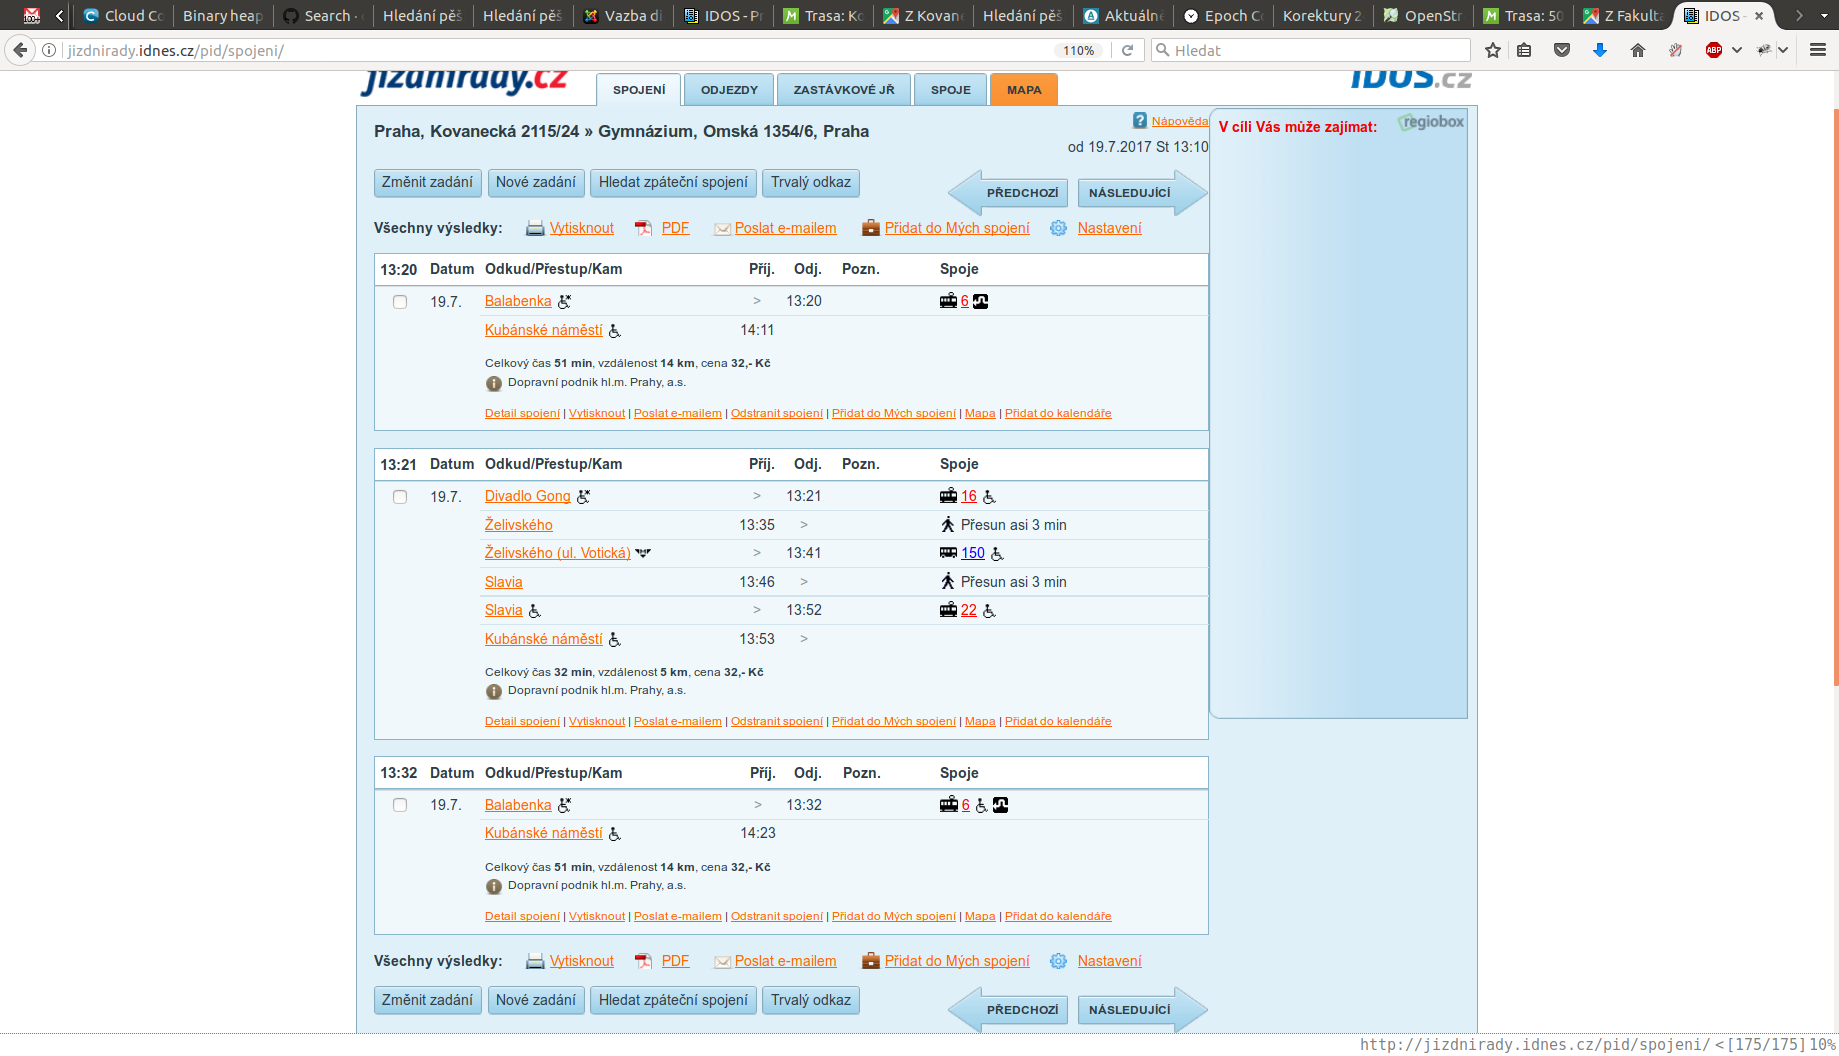 Cloud Co
Binary heap
Search ·
Hledání pěš
Hledání pěš
Vazba di
IDOS - Pr
Trasa: Ko
Z Kovane
Hledání pěš
Aktuálně
Epoch Co
Korektury 2
OpenStr
Trasa: 50
Z Fakulta
IDOS -
jizdnirady.idnes.cz/pid/spojeni/
110%
Hledat
ABP
jizdnirady.cz
SPOJENÍ
ODJEZDY
ZASTÁVKOVÉ JŘ
SPOJE
MAPA
IDOS.cz
Praha, Kovanecká 2115/24 » Gymnázium, Omská 1354/6, Praha
Nápověda
od 19.7.2017 St 13:10
V cíli Vás může zajímat:
regiobox
Změnit zadání
Nové zadání
Hledat zpáteční spojení
Trvalý odkaz
PŘEDCHOZÍ
NÁSLEDUJÍCÍ
Všechny výsledky: Vytisknout PDF Poslat e-mailem Přidat do Mých spojení Nastavení
13:20 Datum Odkud/Přestup/Kam Příj. Odj. Pozn. Spoje
19.7. Balabenka > 13:20 6
Kubánské náměstí 14:11
Celkový čas 51 min, vzdálenost 14 km, cena 32,- Kč
Dopravní podnik hl.m. Prahy, a.s.
Detail spojení | Vytisknout | Poslat e-mailem | Odstranit spojení | Přidat do Mých spojení | Mapa | Přidat do kalendáře
13:21 Datum Odkud/Přestup/Kam Příj. Odj. Pozn. Spoje
19.7. Divadlo Gong > 13:21 16
Želivského 13:35 > Přesun asi 3 min
Želivského (ul. Votická) > 13:41 150
Slavia 13:46 > Přesun asi 3 min
Slavia > 13:52 22
Kubánské náměstí 13:53 >
Celkový čas 32 min, vzdálenost 5 km, cena 32,- Kč
Dopravní podnik hl.m. Prahy, a.s.
Detail spojení | Vytisknout | Poslat e-mailem | Odstranit spojení | Přidat do Mých spojení | Mapa | Přidat do kalendáře
13:32 Datum Odkud/Přestup/Kam Příj. Odj. Pozn. Spoje
19.7. Balabenka > 13:32 6
Kubánské náměstí 14:23
Celkový čas 51 min, vzdálenost 14 km, cena 32,- Kč
Dopravní podnik hl.m. Prahy, a.s.
Detail spojení | Vytisknout | Poslat e-mailem | Odstranit spojení | Přidat do Mých spojení | Mapa | Přidat do kalendáře
Všechny výsledky: Vytisknout PDF Poslat e-mailem Přidat do Mých spojení Nastavení
Změnit zadání
Nové zadání
Hledat zpáteční spojení
Trvalý odkaz
PŘEDCHOZÍ
NÁSLEDUJÍCÍ
http://jizdnirady.idnes.cz/pid/spojeni/ <[175/175] 10%